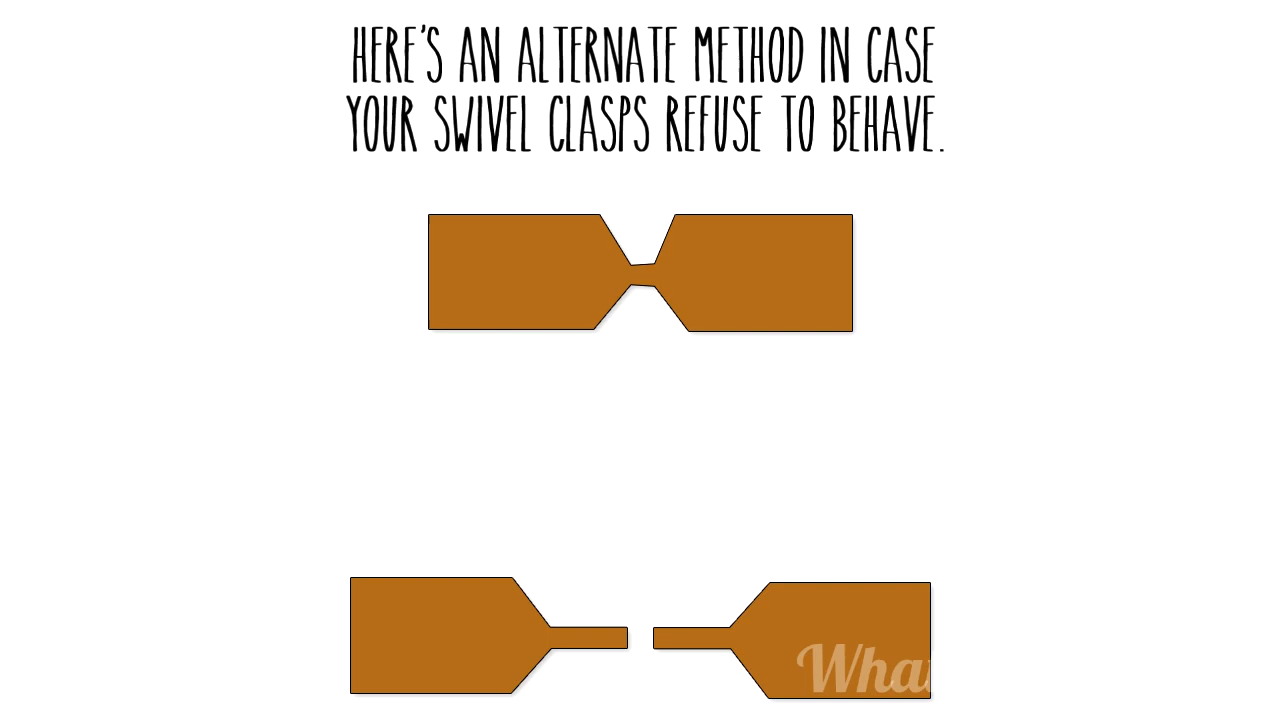 HERE'S AN ALTERNATE METHOD IN CASE
YOUR SWIVEL CLASPS REFUSE TO BEHAVE.